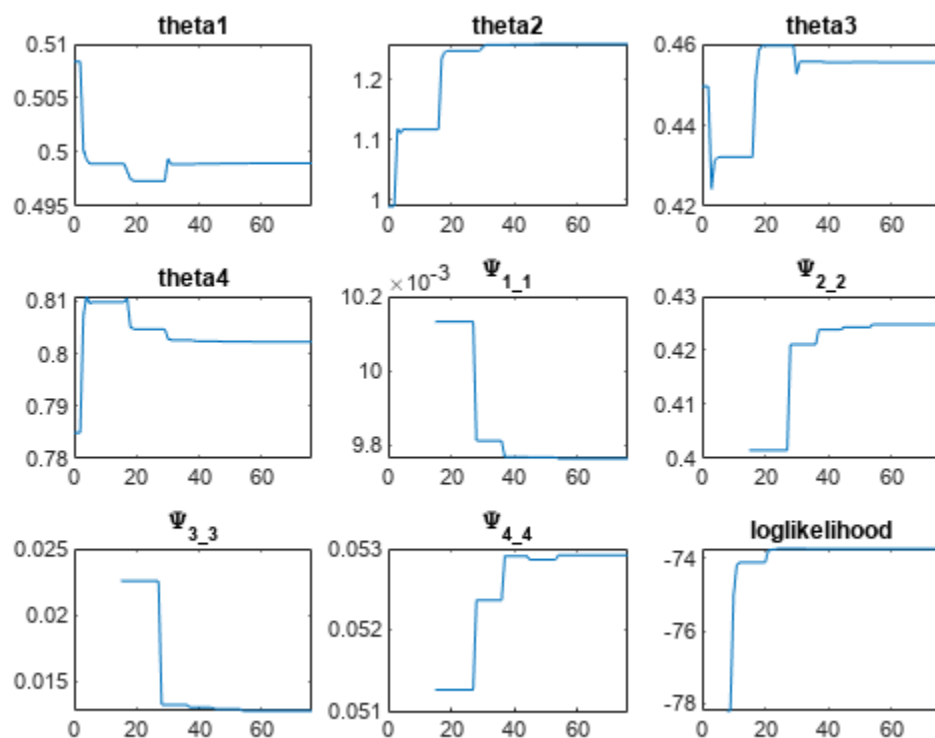 theta1
theta2
theta3
0.51
0.505
0.5
0.495
0 20 40 60
1.2
1.1
1
0 20 40 60
0.46
0.44
0.42
0 20 40 60
theta4
Ψ1_1
Ψ2_2
0.81
0.8
0.79
0.78
0 20 40 60
10.2 × 10-3
10
9.8
0 20 40 60
0.43
0.42
0.41
0.4
0 20 40 60
Ψ3_3
Ψ4_4
loglikelihood
0.025
0.02
0.015
0 20 40 60
0.053
0.052
0.051
0 20 40 60
-74
-76
-78
0 20 40 60